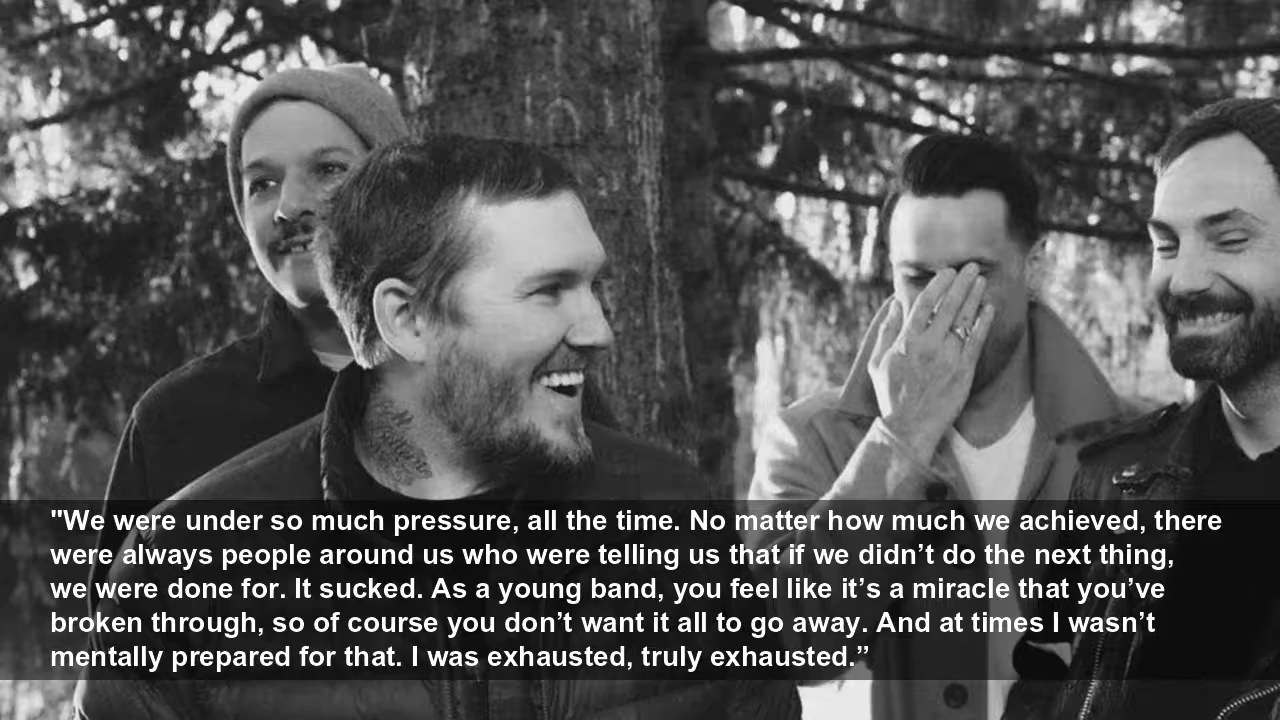 "We were under so much pressure, all the time. No matter how much we achieved, there
were always people around us who were telling us that if we didn’t do the next thing,
we were done for. It sucked. As a young band, you feel like it’s a miracle that you’ve
broken through, so of course you don’t want it all to go away. And at times I wasn’t
mentally prepared for that. I was exhausted, truly exhausted.”